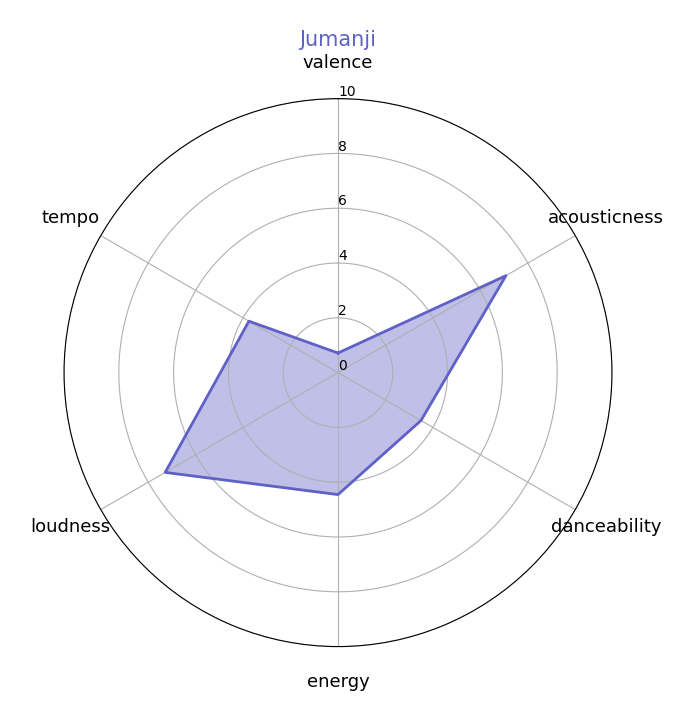 Jumanji
valence
10
8
acousticness
tempo
6
4
2
0
loudness
danceability
energy